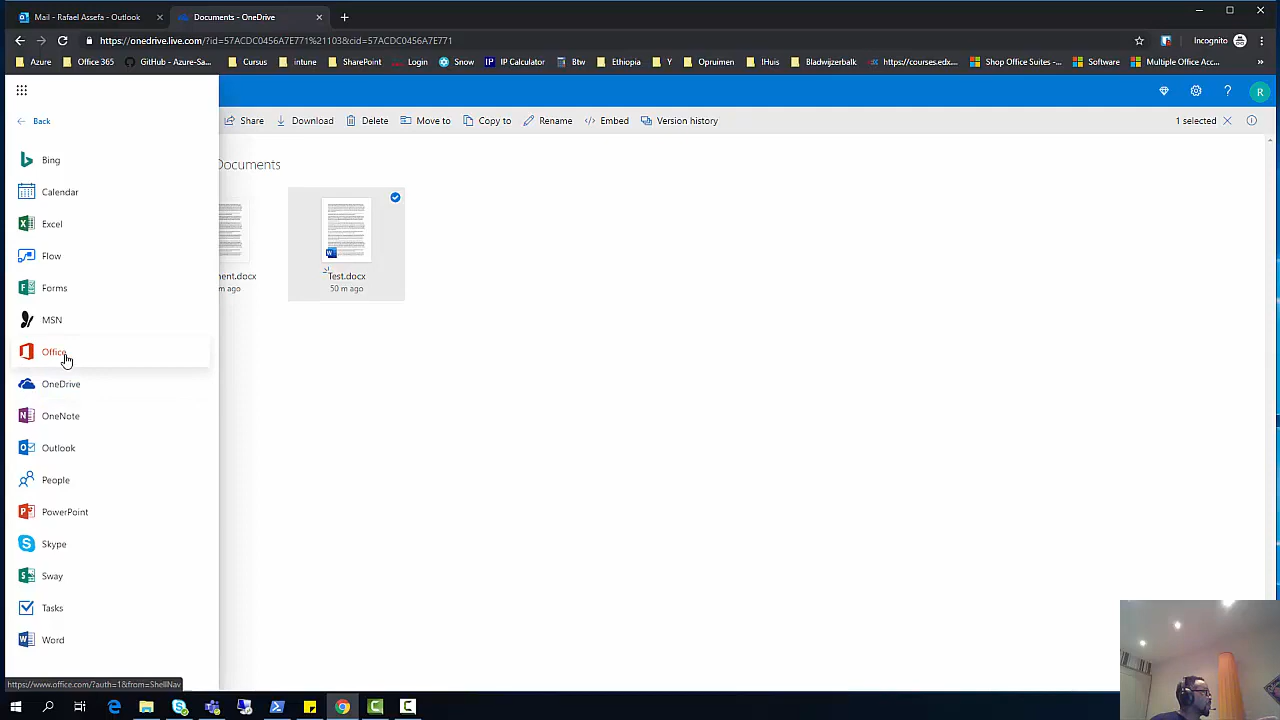 Mail - Rafael Assefa - Outlook
Documents - OneDrive
https://onedrive.live.com/?id=57ACDC0456A7E771%21103&cid=57ACDC0456A7E771
Incognito
Azure
Office 365
GitHub - Azure-Sa...
Cursus
intune
SharePoint
Login
Snow
IP Calculator
Btw
Ethiopia
Y
Opruimen
IHuis
Bladwijzerbalk
https://courses.edx....
Shop Office Suites -...
Software
Multiple Office Acc...
»
Back
Share
Download
Delete
Move to
Copy to
Rename
Embed
Version history
1 selected
R
Documents
Bing
Calendar
Excel
Flow
Forms
MSN
Office
OneDrive
OneNote
Outlook
People
PowerPoint
Skype
Sway
Tasks
Word
ent.docx
m ago
Test.docx
50 m ago
https://www.office.com/?auth=1&from=ShellNav